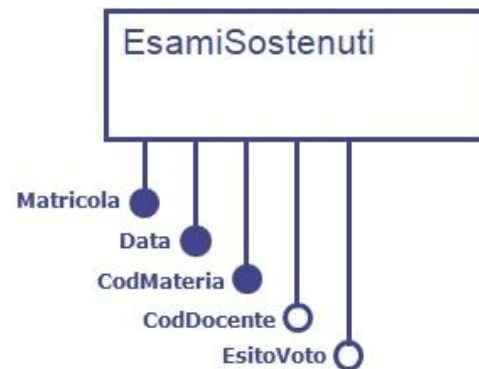 EsamiSostenuti
Matricola
Data
CodMateria
CodDocente
EsitoVoto